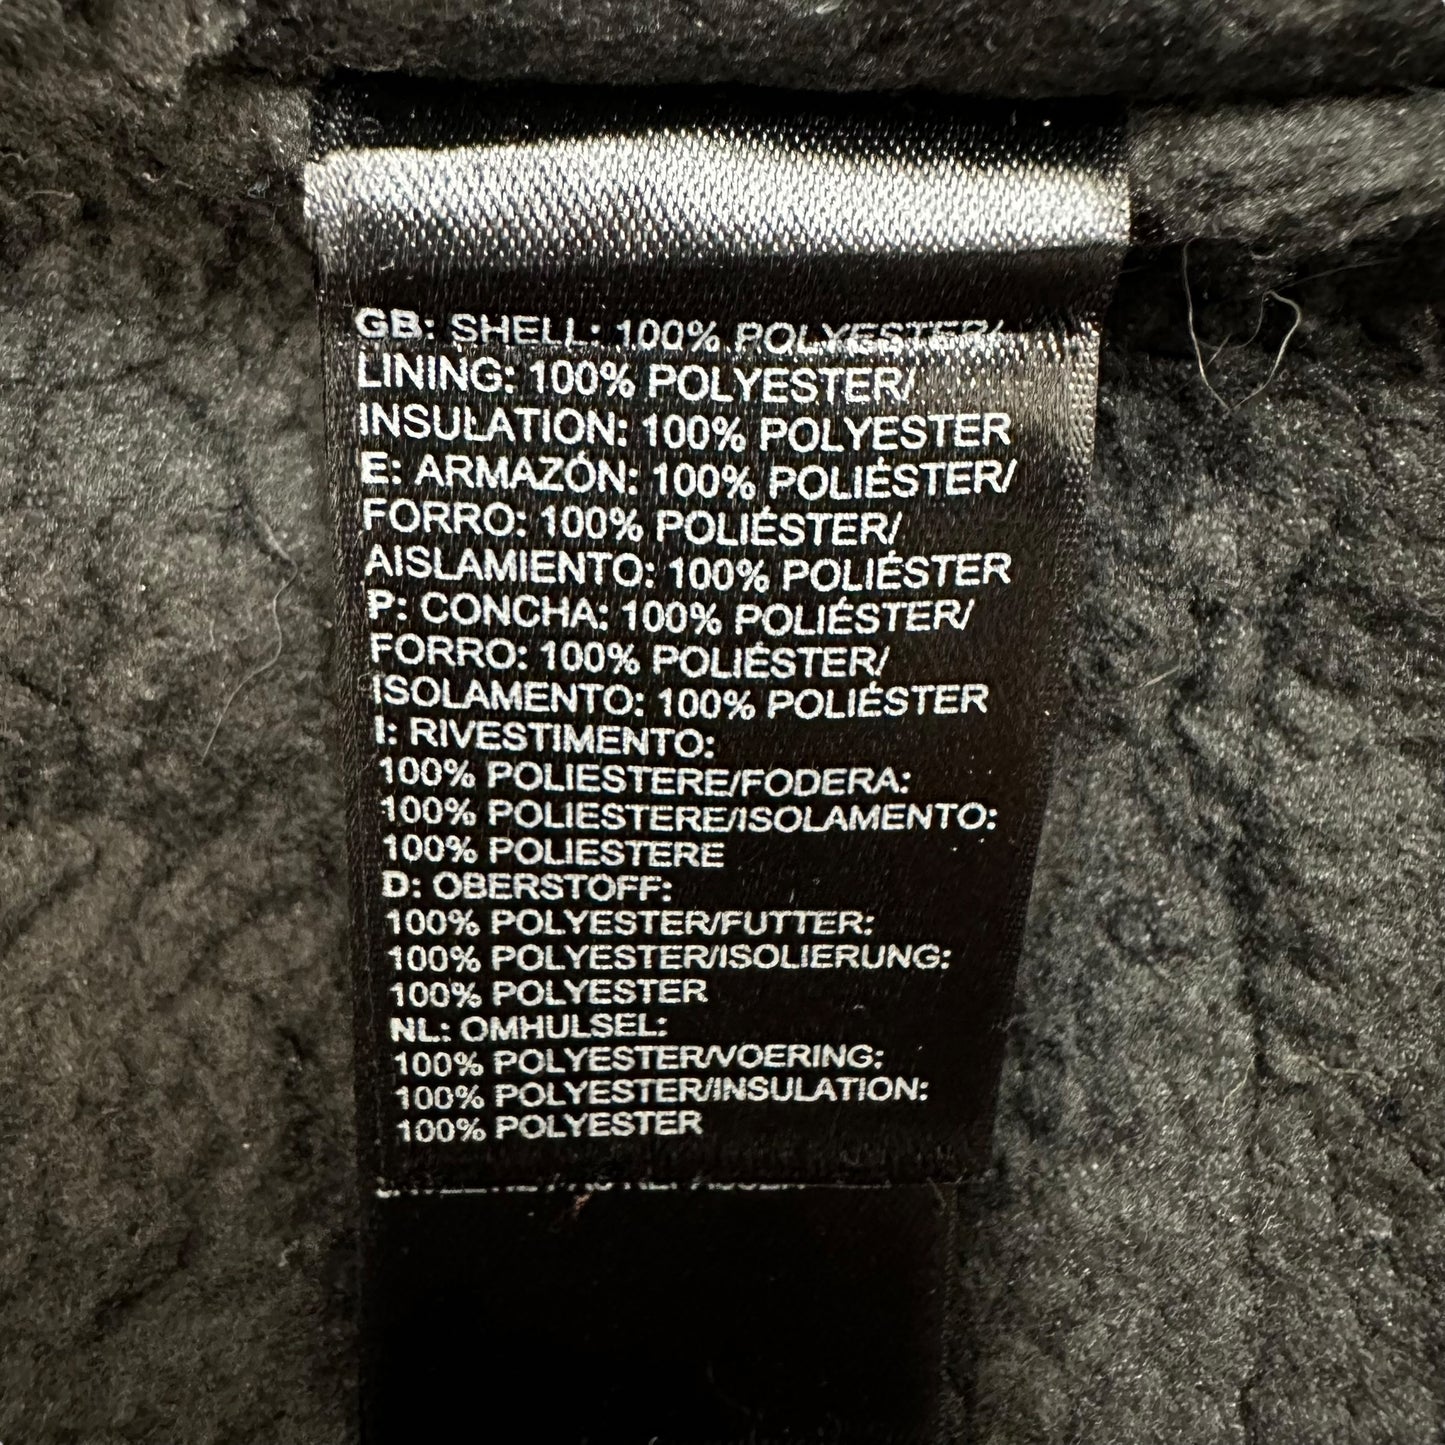 GB: SHELL: 100% POLYESTER/
LINING: 100% POLYESTER/
INSULATION: 100% POLYESTER
E: ARMAZÓN: 100% POLIÉSTER/
FORRO: 100% POLIÉSTER/
AISLAMIENTO: 100% POLIÉSTER
P: CONCHA: 100% POLIÉSTER/
FORRO: 100% POLIÉSTER/
ISOLAMENTO: 100% POLIÉSTER
I: RIVESTIMENTO:
100% POLIESTERE/FODERA:
100% POLIESTERE/ISOLAMENTO:
100% POLIESTERE
D: OBERSTOFF:
100% POLYESTER/FUTTER:
100% POLYESTER/ISOLIERUNG:
100% POLYESTER
NL: OMHULSEL:
100% POLYESTER/VOERING:
100% POLYESTER/INSULATION:
100% POLYESTER